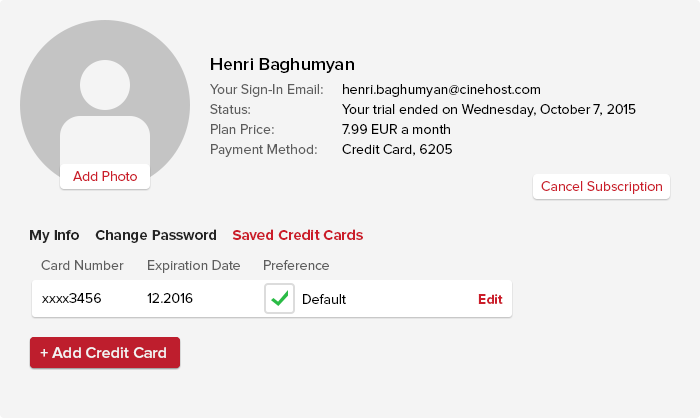 Henri Baghumyan
Your Sign-In Email: henri.baghumyan@cinehost.com
Status: Your trial ended on Wednesday, October 7, 2015
Plan Price: 7.99 EUR a month
Payment Method: Credit Card, 6205
Add Photo
Cancel Subscription
My Info Change Password Saved Credit Cards
Card Number Expiration Date Preference
xxxx3456 12.2016 Default Edit
+ Add Credit Card